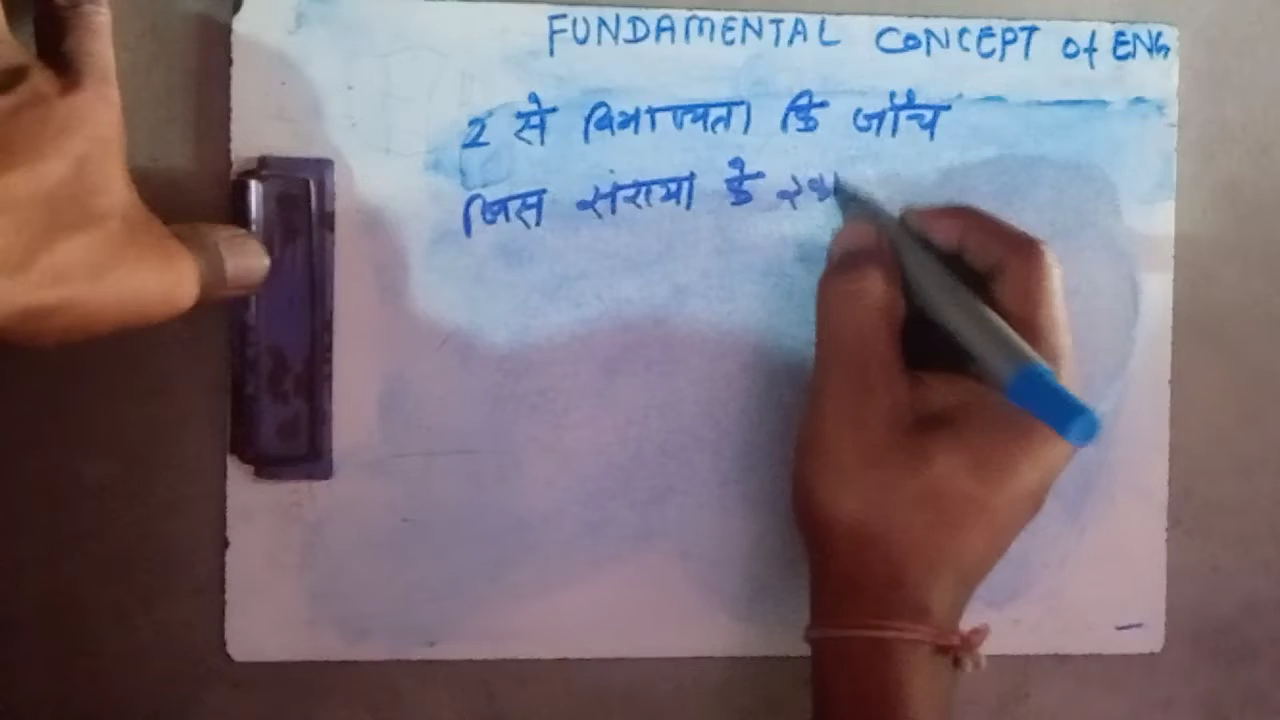 FUNDAMENTAL CONCEPT Of ENG
2 से विभाज्यता कि जाँच
जिस संख्या के